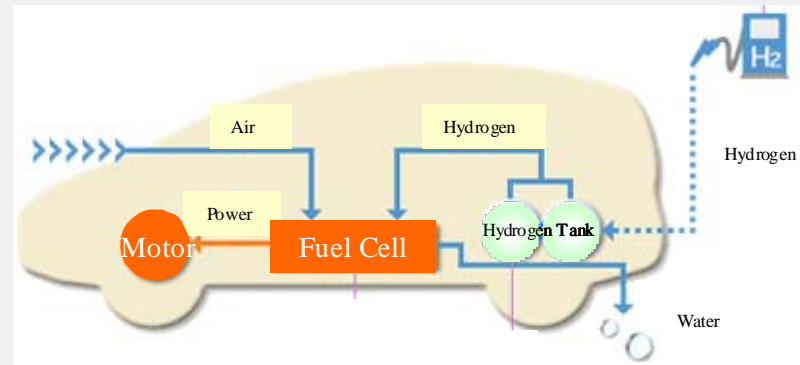 H2
Air
Hydrogen
Hydrogen
Power
Hydrogen Tank
Motor
Fuel Cell
Water